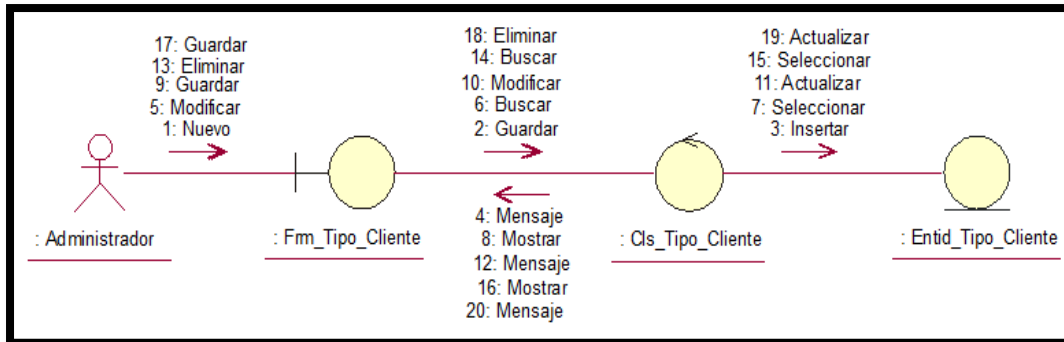 17: Guardar
13: Eliminar
9: Guardar
5: Modificar
1: Nuevo
18: Eliminar
14: Buscar
10: Modificar
6: Buscar
2: Guardar
19: Actualizar
15: Seleccionar
11: Actualizar
7: Seleccionar
3: Insertar
4: Mensaje
8: Mostrar
12: Mensaje
16: Mostrar
20: Mensaje
: Administrador
: Frm_Tipo_Cliente
: Cls_Tipo_Cliente
: Entid_Tipo_Cliente